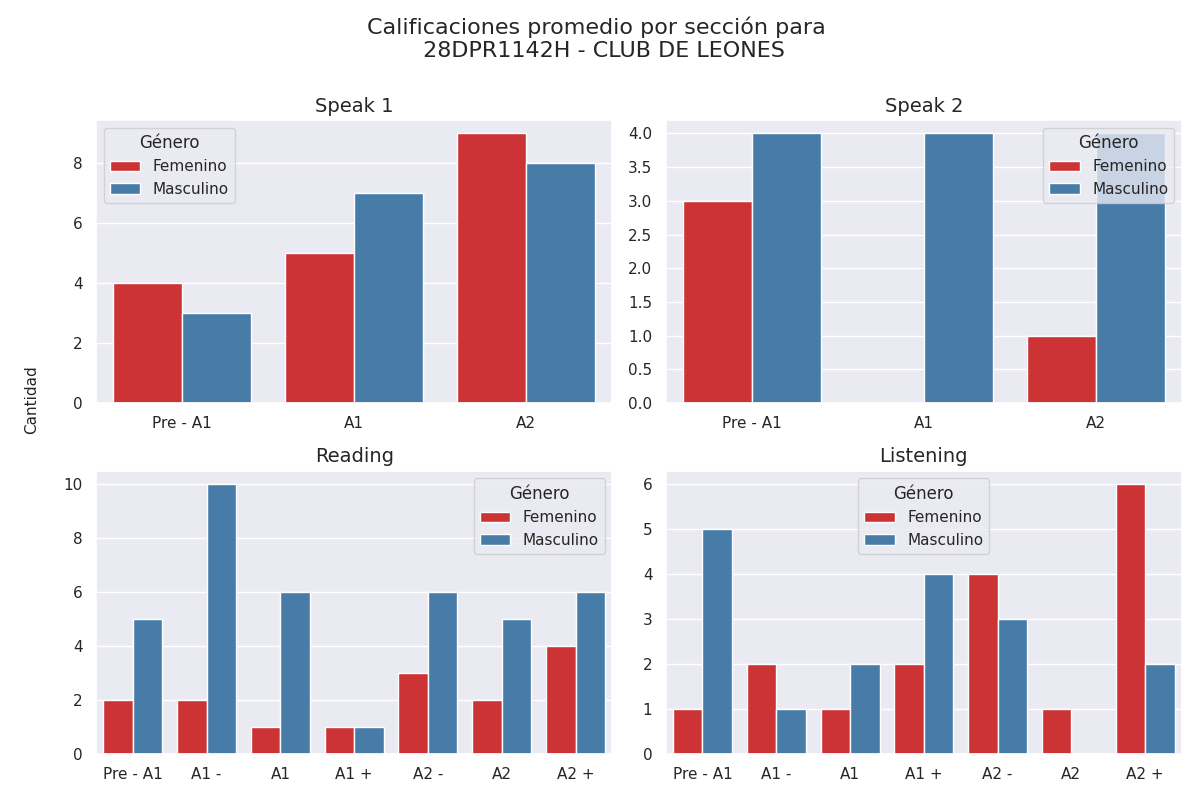 Calificaciones promedio por sección para
28DPR1142H - CLUB DE LEONES
Cantidad
Speak 1
Género
Femenino
Masculino
8
6
4
2
0
Pre - A1 A1 A2
Speak 2
Género
Femenino
Masculino
4.0
3.5
3.0
2.5
2.0
1.5
1.0
0.5
0.0
Pre - A1 A1 A2
Reading
Género
Femenino
Masculino
10
8
6
4
2
0
Pre - A1 A1 - A1 A1 + A2 - A2 A2 +
Listening
Género
Femenino
Masculino
6
5
4
3
2
1
0
Pre - A1 A1 - A1 A1 + A2 - A2 A2 +